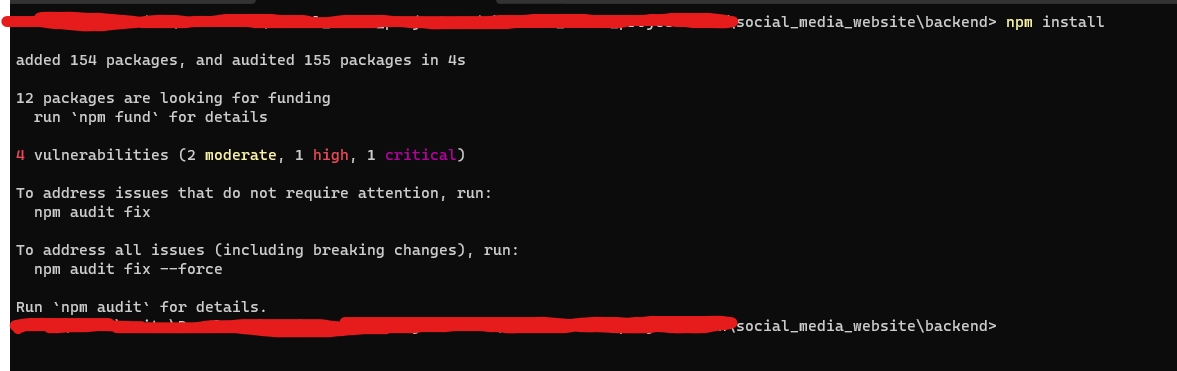 \social_media_website\backend> npm install
added 154 packages, and audited 155 packages in 4s
12 packages are looking for funding
run `npm fund` for details
4 vulnerabilities (2 moderate, 1 high, 1 critical)
To address issues that do not require attention, run:
npm audit fix
To address all issues (including breaking changes), run:
npm audit fix --force
Run `npm audit` for details.
\social_media_website\backend>